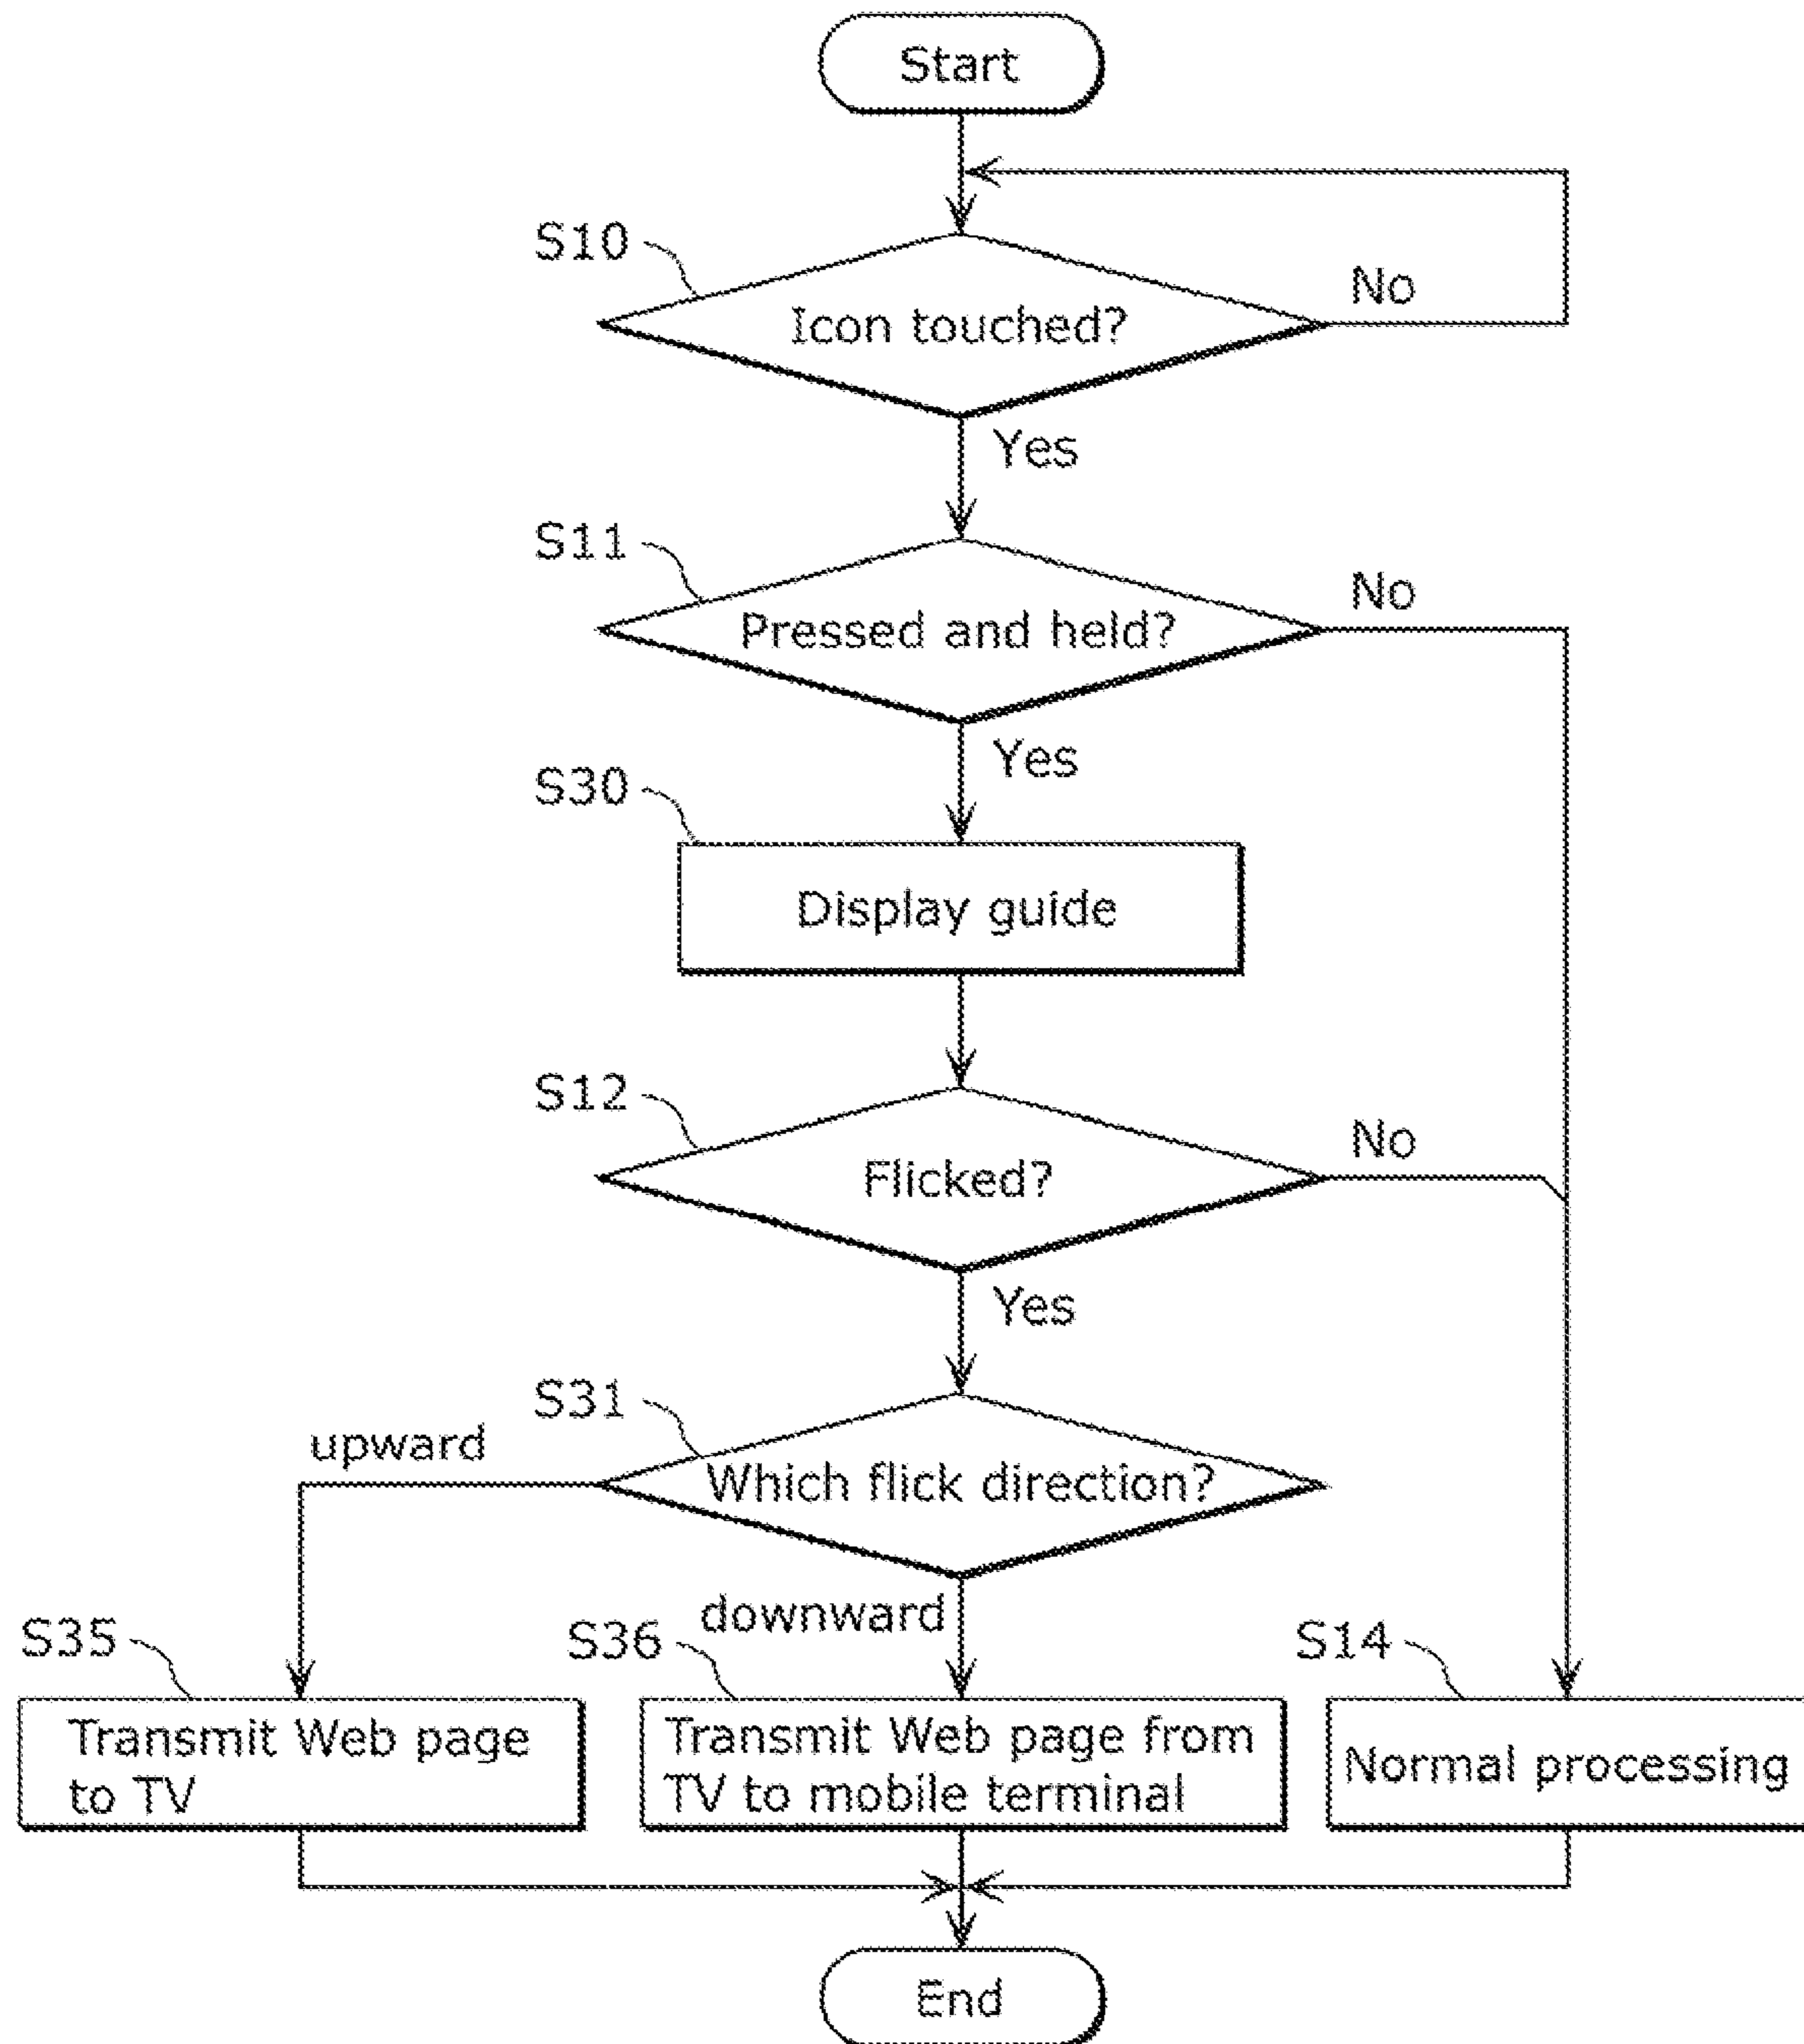 Start
S10
Icon touched?
No
Yes
S11
Pressed and held?
No
Yes
S30
Display guide
S12
Flicked?
No
Yes
S31
upward
Which flick direction?
downward
S35
Transmit Web page
to TV
S36
Transmit Web page from
TV to mobile terminal
S14
Normal processing
End